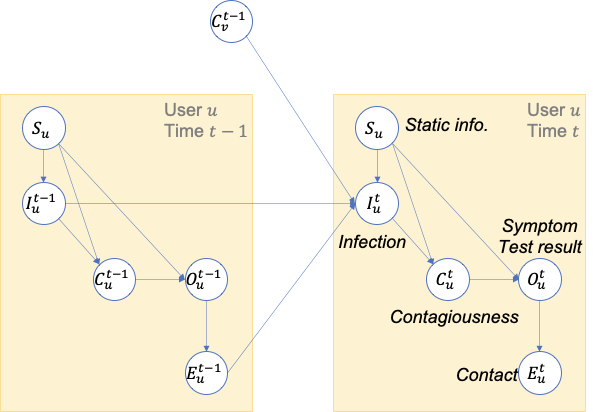 C_v^{t-1}
User u
Time t − 1
S_u
I_u^{t-1}
C_u^{t-1}
O_u^{t-1}
E_u^{t-1}
User u
Time t
S_u
Static info.
I_u^t
Infection
Symptom
Test result
C_u^t
O_u^t
Contagiousness
Contact
E_u^t